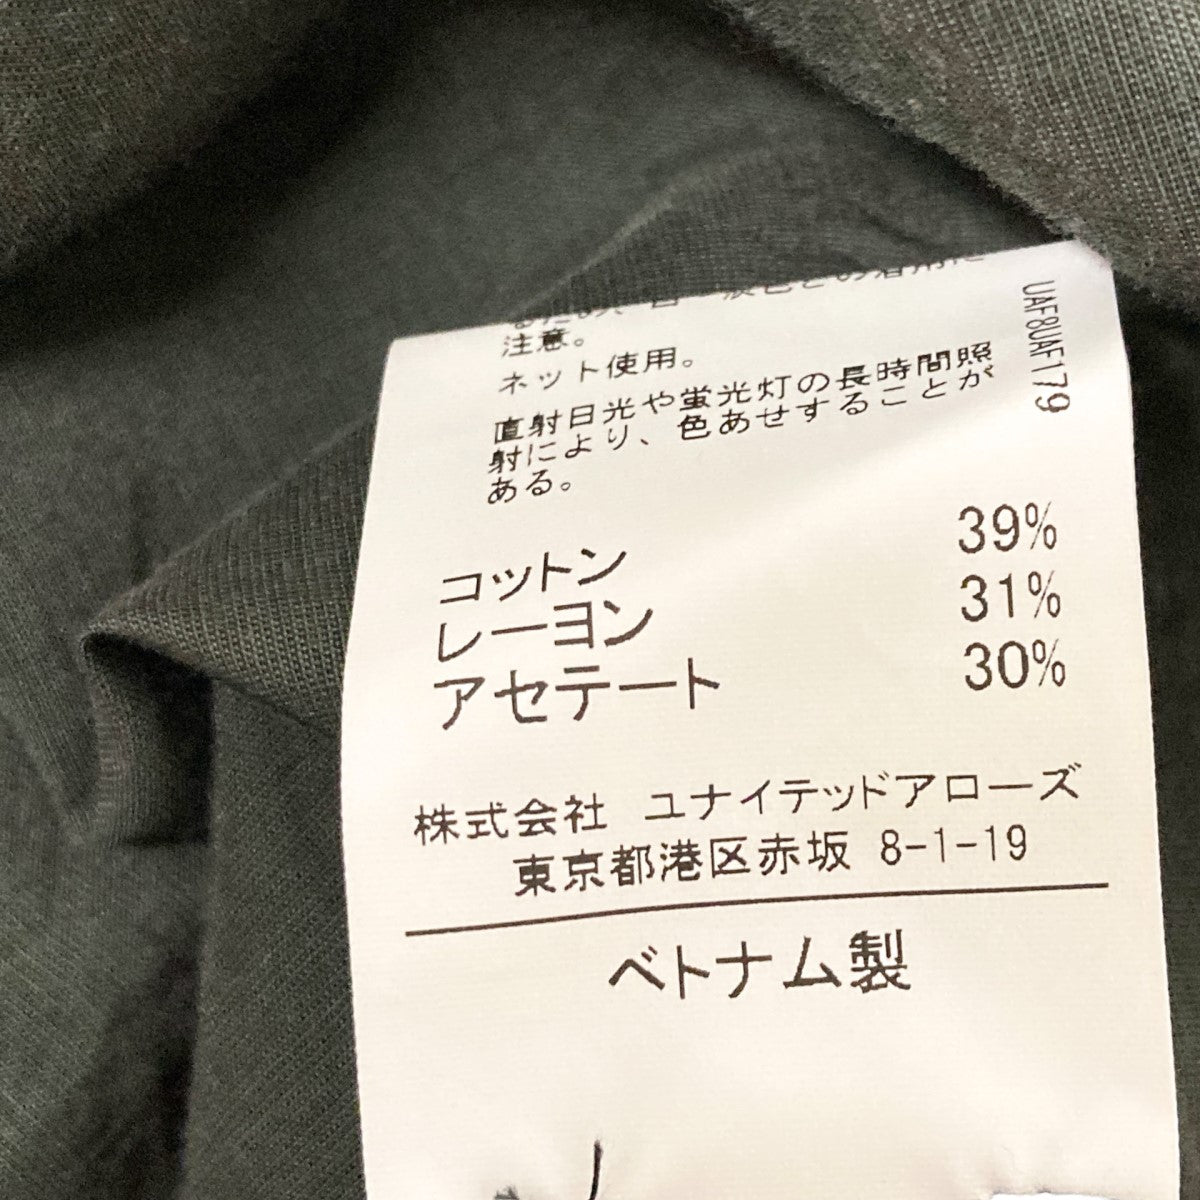 注意。
ネット使用。
直射日光や蛍光灯の長時間照
射により、色あせすることが
ある。
UAF8UAF179
コットン 39%
レーヨン 31%
アセテート 30%
株式会社 ユナイテッドアローズ
東京都港区赤坂 8-1-19
ベトナム製